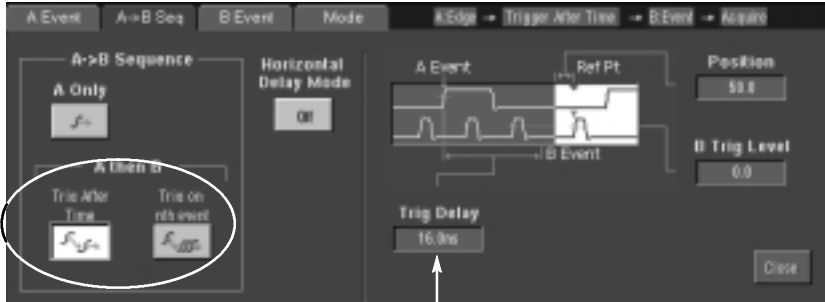 A Event
A->B Seq
B Event
Mode
A:Edge → Trigger After Time → B:Event → Acquire
A->B Sequence
A Only
A then B
Trig After Time
Trig on nth event
Horizontal
Delay Mode
Off
A Event
Ref Pt
B Event
Trig Delay
16.0ns
Position
50.0
B Trig Level
0.0
Close